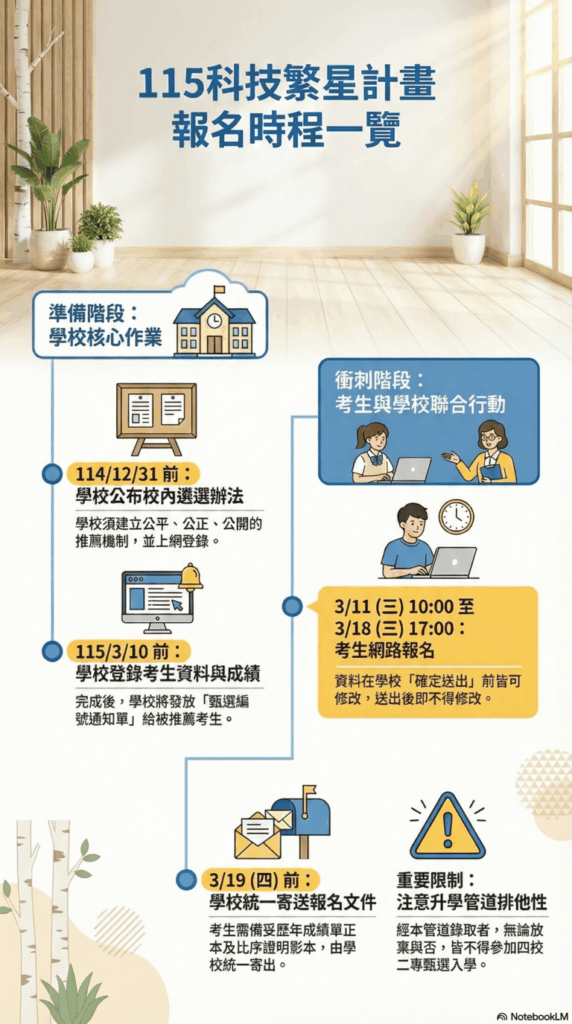 115科技繁星計畫
報名時程一覽
準備階段：
學校核心作業
114/12/31 前：
學校公布校內遴選辦法
學校須建立公平、公正、公開的
推薦機制，並上網登錄。
115/3/10 前：
學校登錄考生資料與成績
完成後，學校將發放「甄選編
號通知單」給被推薦考生。
衝刺階段：
考生與學校聯合行動
3/11 (三) 10:00 至
3/18 (三) 17:00：
考生網路報名
資料在學校「確定送出」前皆可
修改，送出後即不得修改。
3/19 (四) 前：
學校統一寄送報名文件
考生需備妥歷年成績單正
本及比序證明影本，由學
校統一寄出。
重要限制：
注意升學管道排他性
經本管道錄取者，無論放
棄與否，皆不得參加四校
二專甄選入學。
NotebookLM